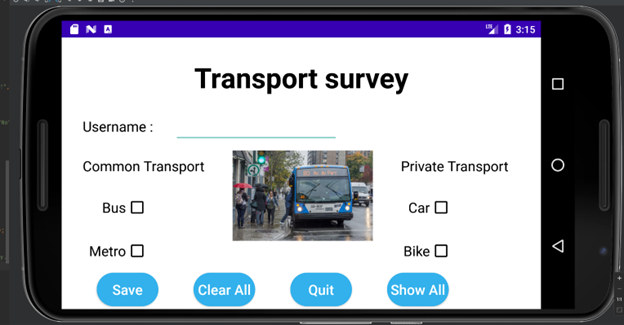 3:15
Transport survey
Username :
Common Transport
Private Transport
Bus
Car
Metro
Bike
Save
Clear All
Quit
Show All